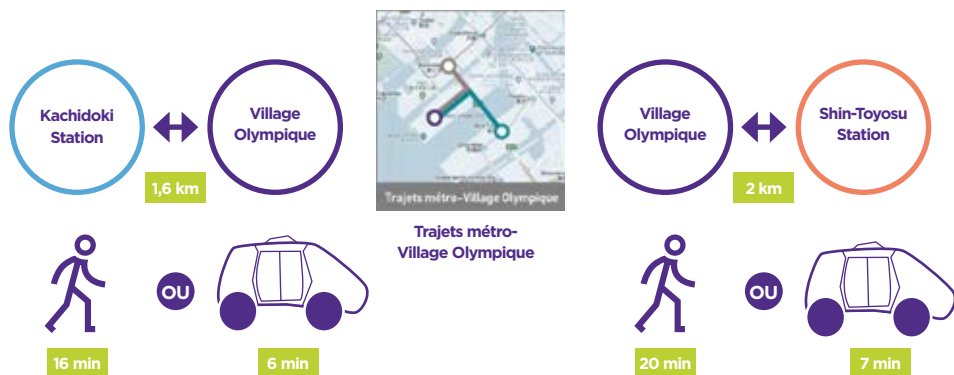 Kachidoki
Station
Village
Olympique
1,6 km
16 min
OU
6 min
Trajets métro-Village Olympique
Trajets métro-
Village Olympique
Village
Olympique
Shin-Toyosu
Station
2 km
20 min
OU
7 min